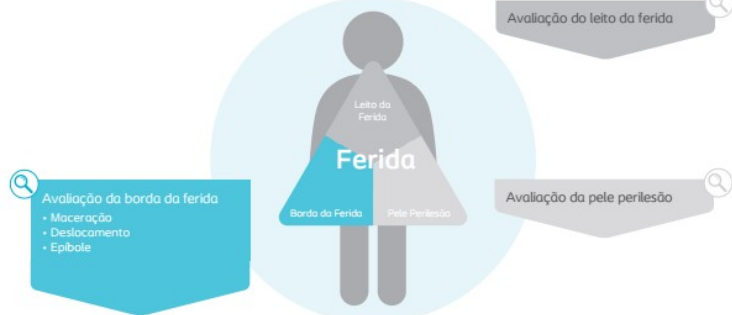 Avaliação do leito da ferida
Leito da
Ferida
Ferida
Borda da Ferida
Pele Perilesão
Avaliação da borda da ferida
• Maceração
• Deslocamento
• Epíbole
Avaliação da pele perilesão